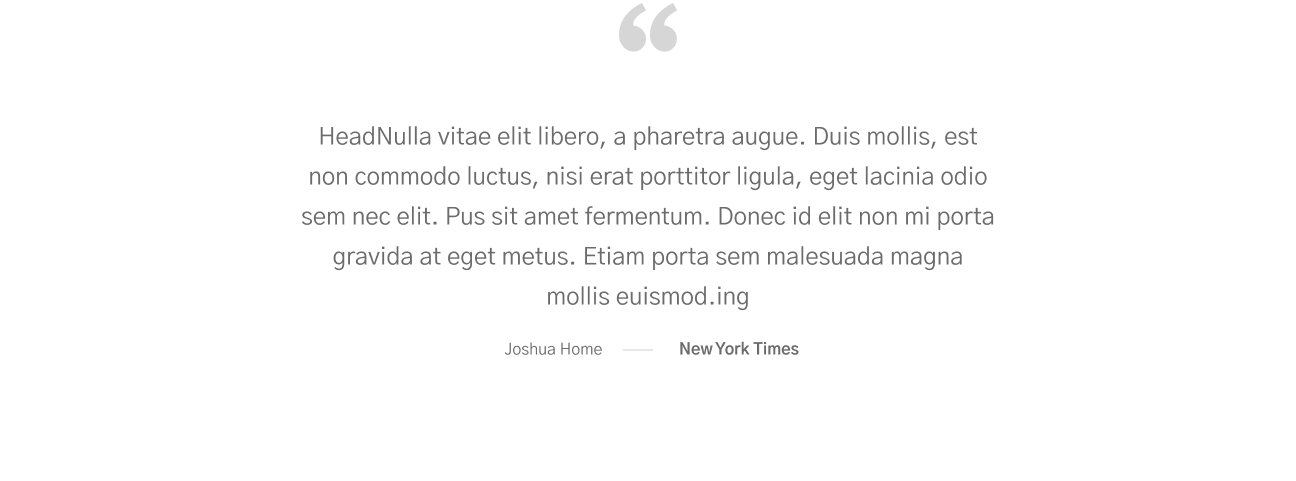 “
HeadNulla vitae elit libero, a pharetra augue. Duis mollis, est
non commodo luctus, nisi erat porttitor ligula, eget lacinia odio
sem nec elit. Pus sit amet fermentum. Donec id elit non mi porta
gravida at eget metus. Etiam porta sem malesuada magna
mollis euismod.ing
Joshua Home — New York Times